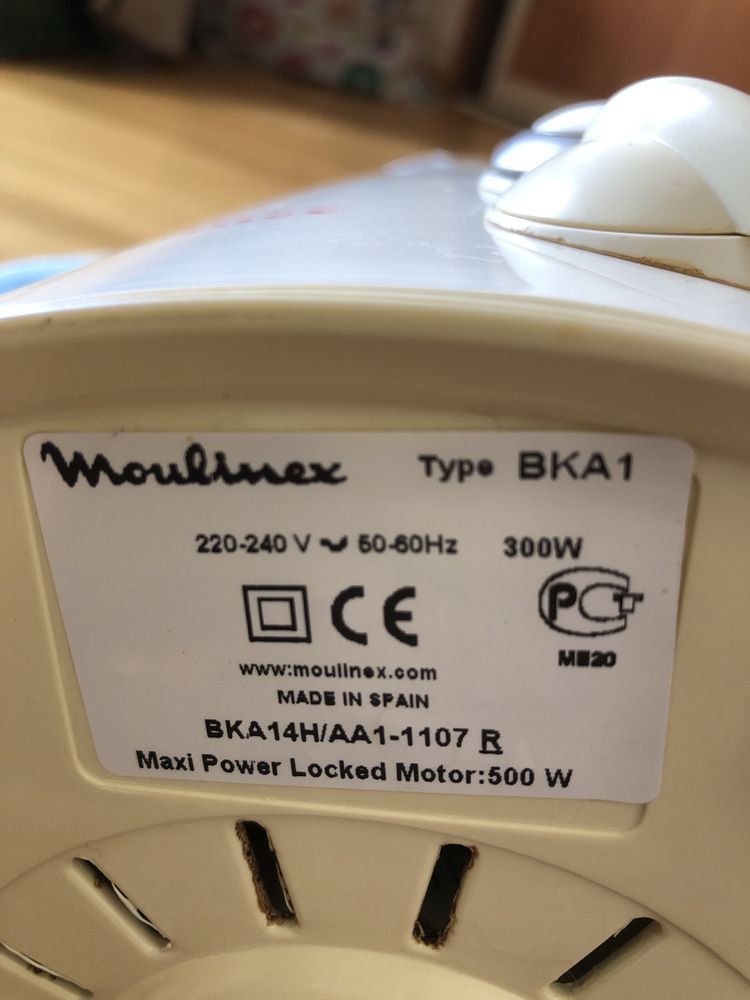 Moulinex Type BKA1
220-240 V 50-60Hz 300W
CE PCT
ME20
www.moulinex.com
MADE IN SPAIN
BKA14H/AA1-1107 R
Maxi Power Locked Motor:500 W